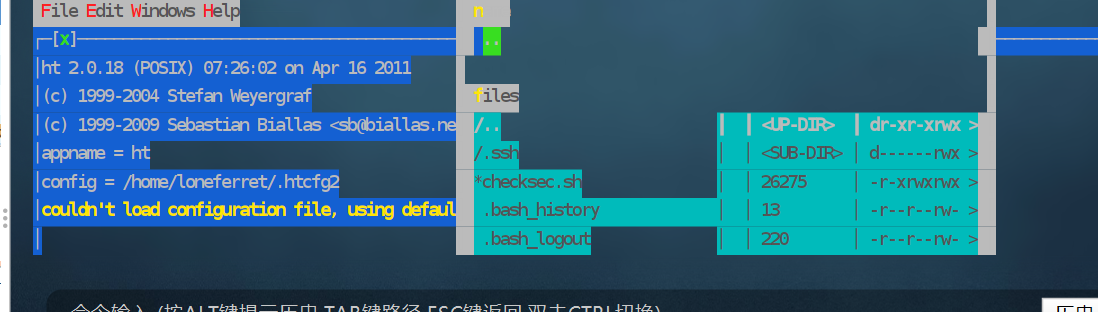 File Edit Windows Help
[x]
..
ht 2.0.18 (POSIX) 07:26:02 on Apr 16 2011
(c) 1999-2004 Stefan Weyergraf
files
(c) 1999-2009 Sebastian Biallas <sb@biallas.ne
/.. | | <UP-DIR> | dr-xr-xrwx >
appname = ht
/.ssh | | <SUB-DIR> | d------rwx >
config = /home/loneferret/.htcfg2
*checksec.sh | | 26275 | -r-xrwxrwx >
couldn't load configuration file, using defaul
.bash_history | | 13 | -r--r--rw- >
.bash_logout | | 220 | -r--r--rw- >